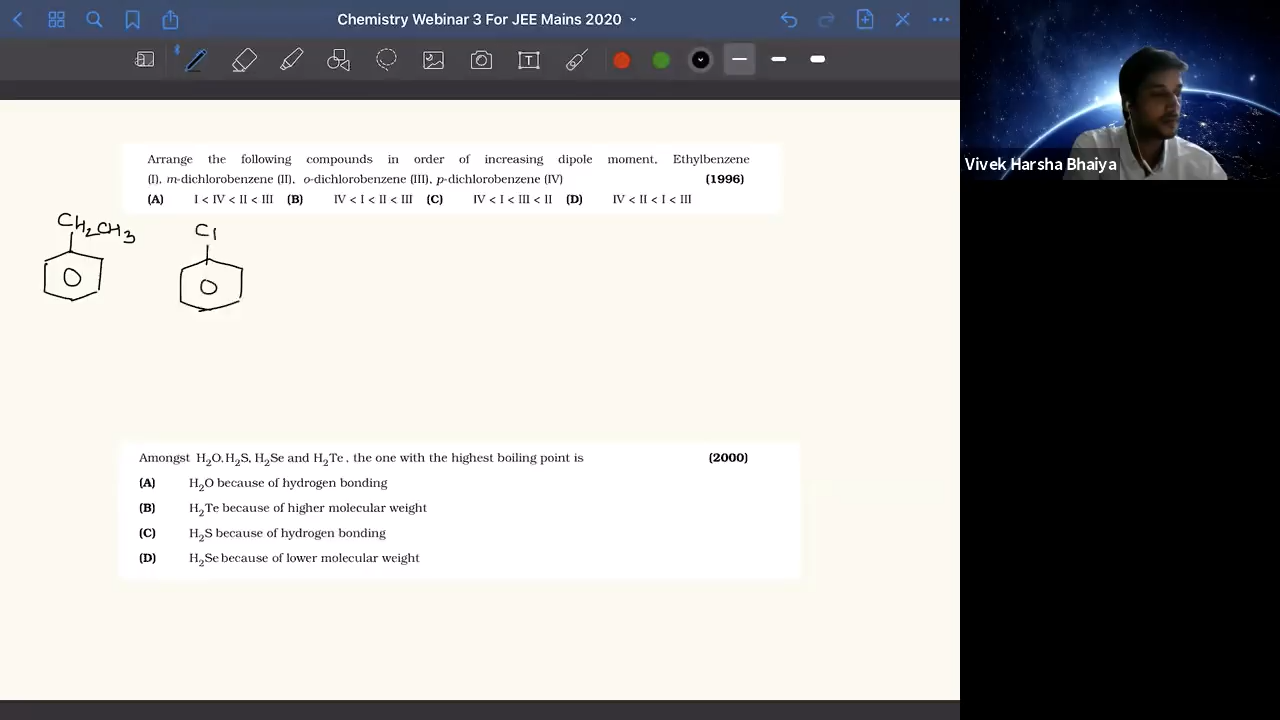 Chemistry Webinar 3 For JEE Mains 2020
T
Arrange the following compounds in order of increasing dipole moment. Ethylbenzene
(I), m-dichlorobenzene (II), o-dichlorobenzene (III), p-dichlorobenzene (IV) (1996)
(A) I < IV < II < III (B) IV < I < II < III (C) IV < I < III < II (D) IV < II < I < III
CH2CH3 Cl
Vivek Harsha Bhaiya
Amongst H2O, H2S, H2Se and H2Te, the one with the highest boiling point is (2000)
(A) H2O because of hydrogen bonding
(B) H2Te because of higher molecular weight
(C) H2S because of hydrogen bonding
(D) H2Se because of lower molecular weight